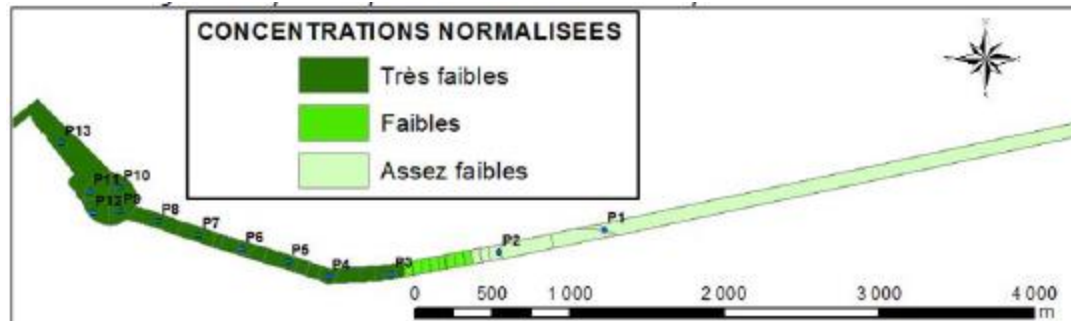 CONCENTRATIONS NORMALISEES
Très faibles
Faibles
Assez faibles
P13
P10
P11
P12
P9
P8
P7
P6
P5
P4
P3
P2
P1
0 500 1 000 2 000 3 000 4 000
m